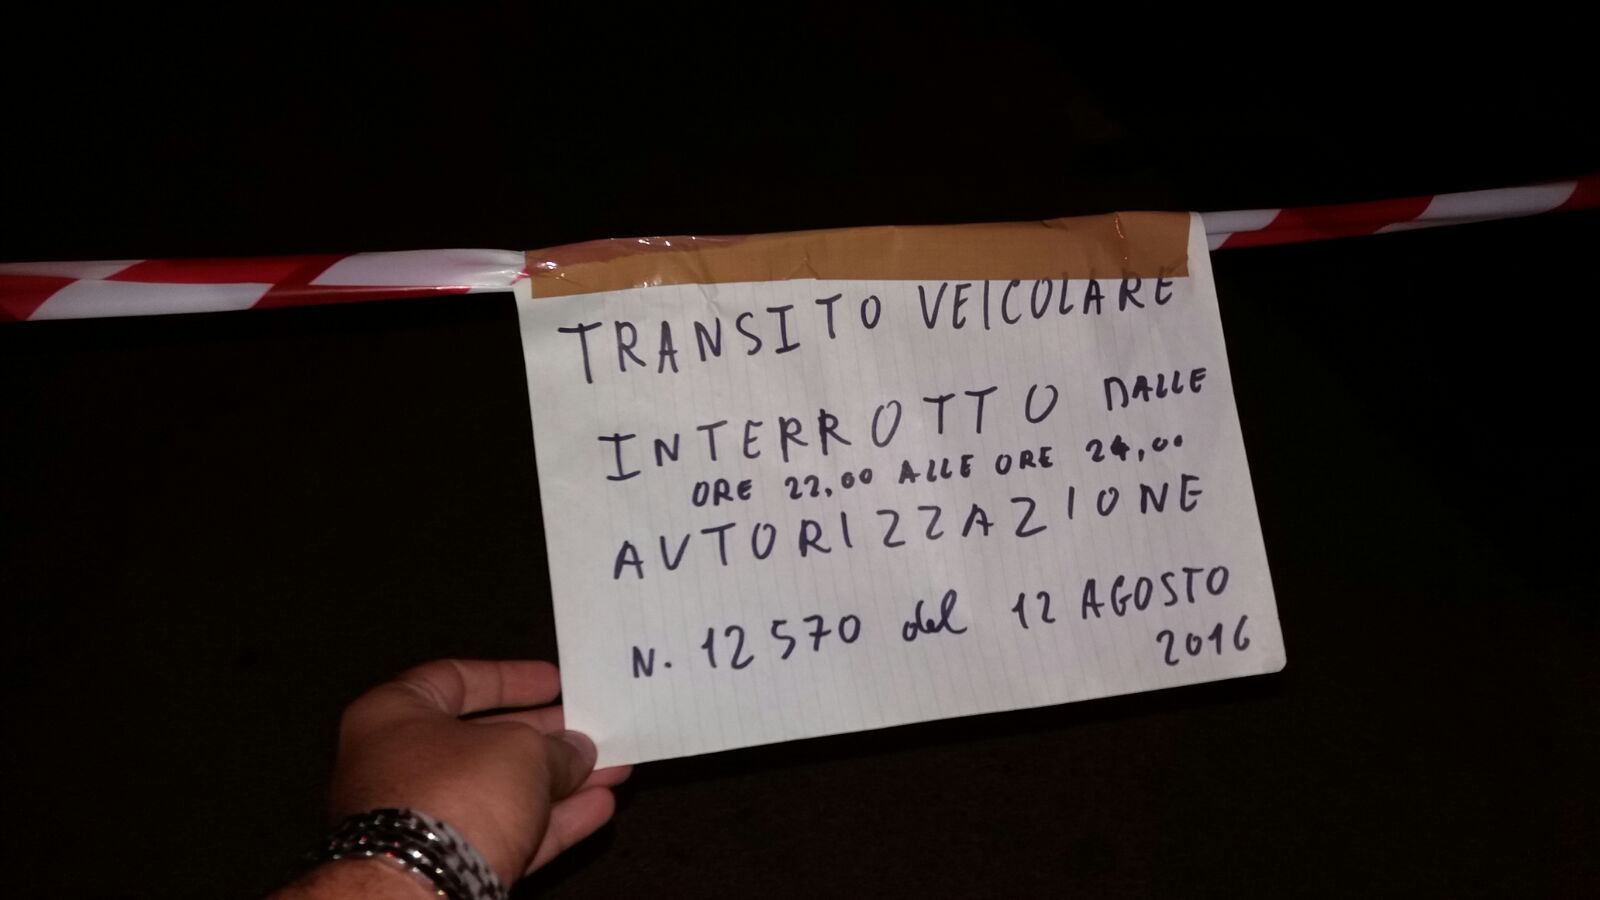 TRANSITO VEICOLARE
INTERROTTO DALLE
ORE 22,00 ALLE ORE 24,00
AUTORIZZAZIONE
N. 12570 del 12 AGOSTO
2016